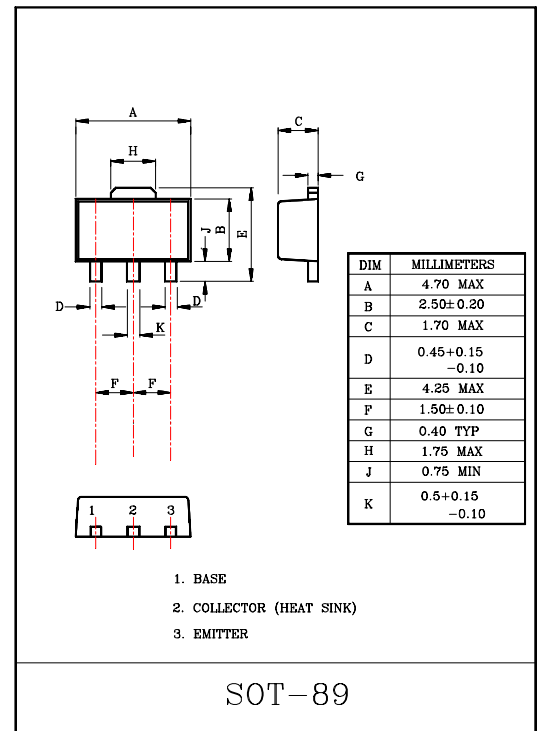 A
H
C
G
J
B
E
D
D
K
F
F
DIM MILLIMETERS
A 4.70 MAX
B 2.50±0.20
C 1.70 MAX
D 0.45+0.15
−0.10
E 4.25 MAX
F 1.50±0.10
G 0.40 TYP
H 1.75 MAX
J 0.75 MIN
K 0.5+0.15
−0.10
1 2 3
1. BASE
2. COLLECTOR (HEAT SINK)
3. EMITTER
SOT−89